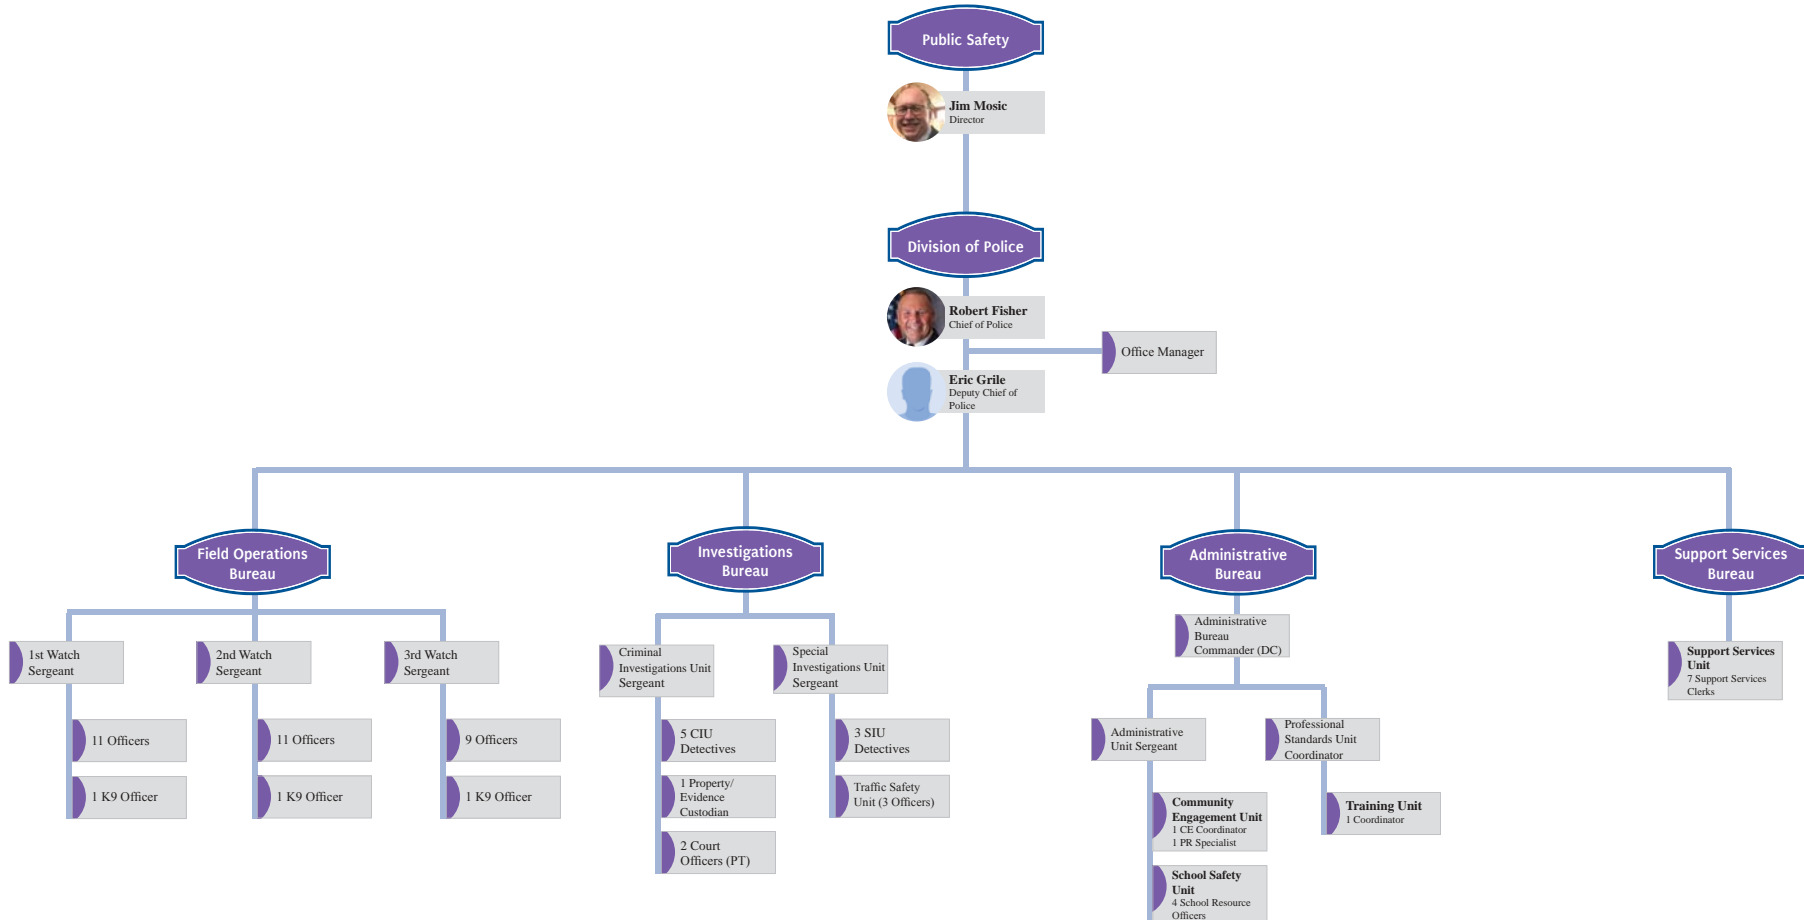 Public Safety
Jim Mosic
Director
Division of Police
Robert Fisher
Chief of Police
Office Manager
Eric Grile
Deputy Chief of
Police
Field Operations
Bureau
Investigations
Bureau
Administrative
Bureau
Support Services
Bureau
1st Watch
Sergeant
2nd Watch
Sergeant
3rd Watch
Sergeant
Criminal
Investigations Unit
Sergeant
Special
Investigations Unit
Sergeant
Administrative
Bureau
Commander (DC)
Support Services
Unit
7 Support Services
Clerks
11 Officers
11 Officers
9 Officers
5 CIU
Detectives
3 SIU
Detectives
Administrative
Unit Sergeant
Professional
Standards Unit
Coordinator
1 K9 Officer
1 K9 Officer
1 K9 Officer
1 Property/
Evidence
Custodian
Traffic Safety
Unit (3 Officers)
Community
Engagement Unit
1 CE Coordinator
1 PR Specialist
Training Unit
1 Coordinator
2 Court
Officers (PT)
School Safety
Unit
4 School Resource
Officers